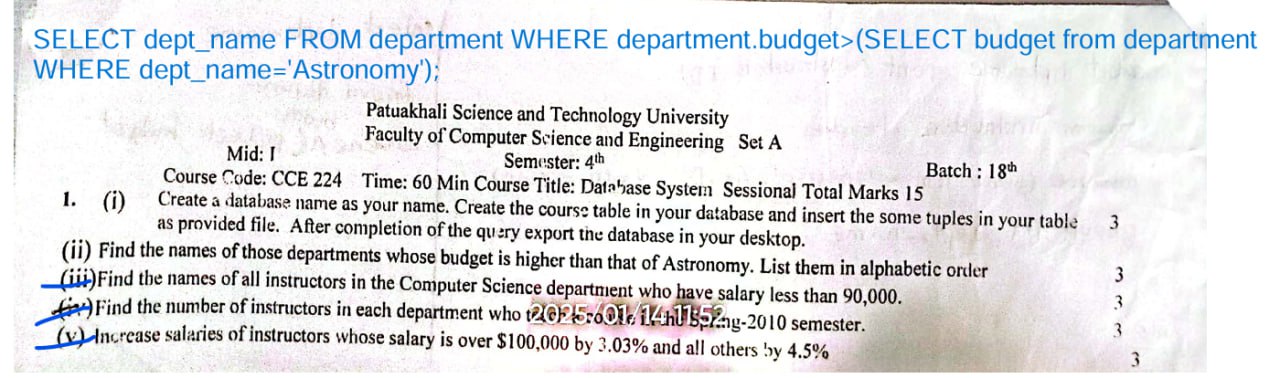 SELECT dept_name FROM department WHERE department.budget>(SELECT budget from department
WHERE dept_name='Astronomy');
Patuakhali Science and Technology University
Faculty of Computer Science and Engineering Set A
Mid: I Semester: 4th Batch : 18th
Course Code: CCE 224 Time: 60 Min Course Title: Database System Sessional Total Marks 15
1. (i) Create a database name as your name. Create the course table in your database and insert the some tuples in your table 3
as provided file. After completion of the query export the database in your desktop.
(ii) Find the names of those departments whose budget is higher than that of Astronomy. List them in alphabetic order 3
(iii) Find the names of all instructors in the Computer Science department who have salary less than 90,000. 3
(iv) Find the number of instructors in each department who 2025/01/14 11:52 -2010 semester. 3
(v) Increase salaries of instructors whose salary is over $100,000 by 3.03% and all others by 4.5% 3